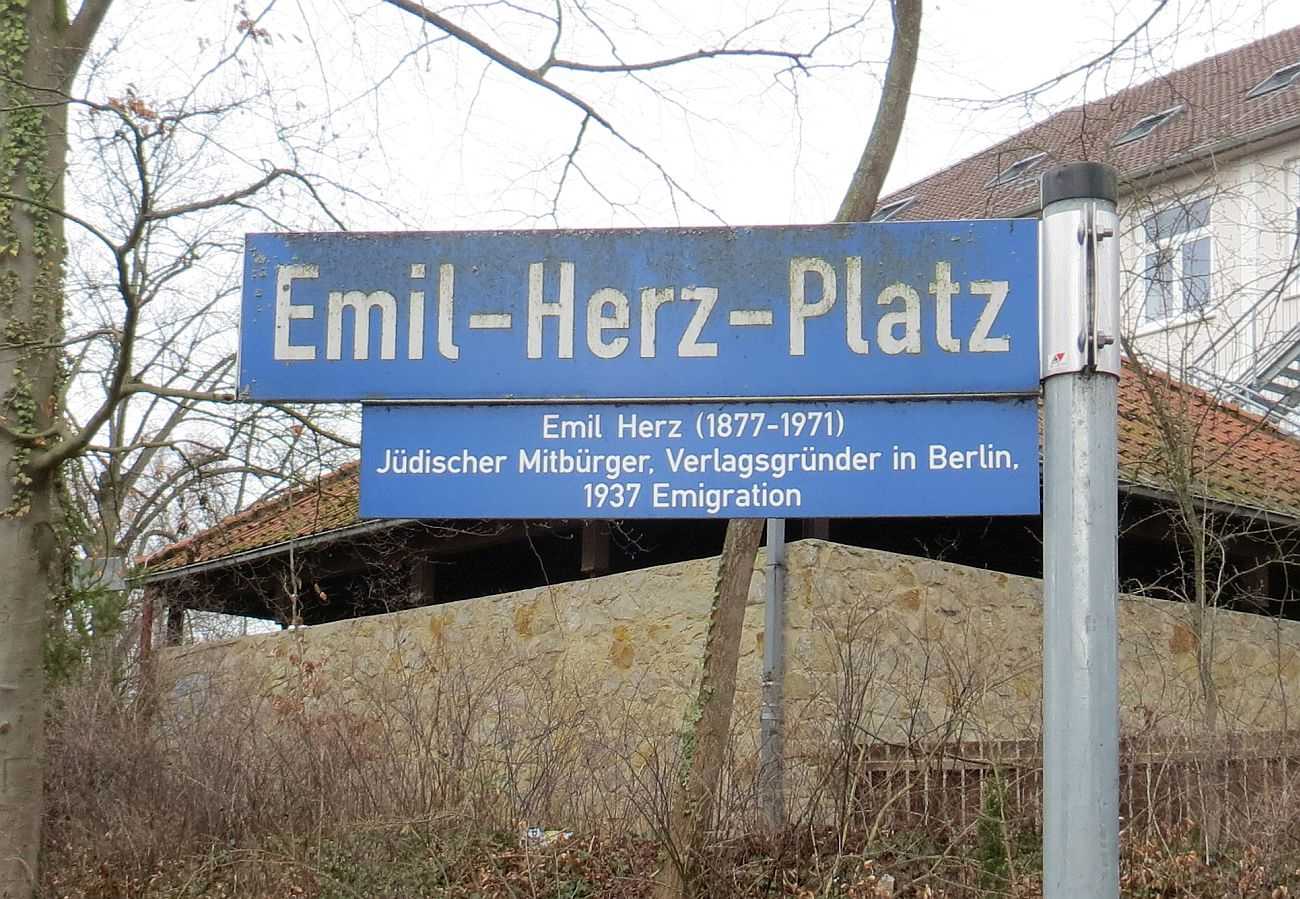 Emil-Herz-Platz
Emil Herz (1877-1971)
Jüdischer Mitbürger, Verlagsgründer in Berlin,
1937 Emigration